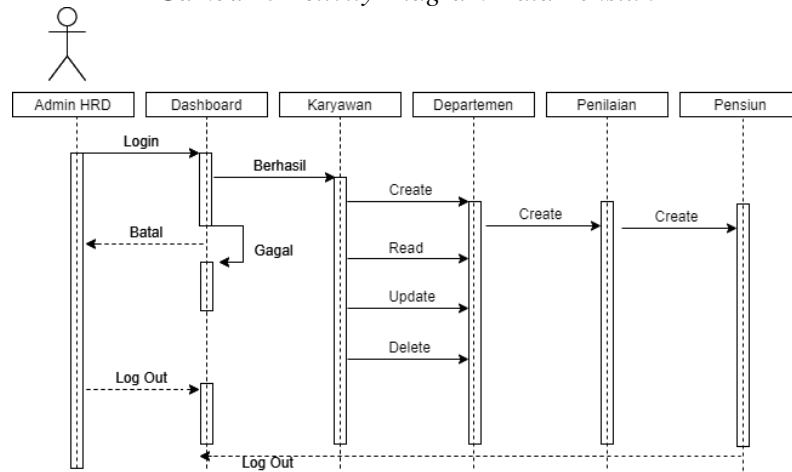 Admin HRD
Dashboard
Karyawan
Departemen
Penilaian
Pensiun
Login
Berhasil
Create
Create
Create
Batal
Gagal
Read
Update
Delete
Log Out
Log Out